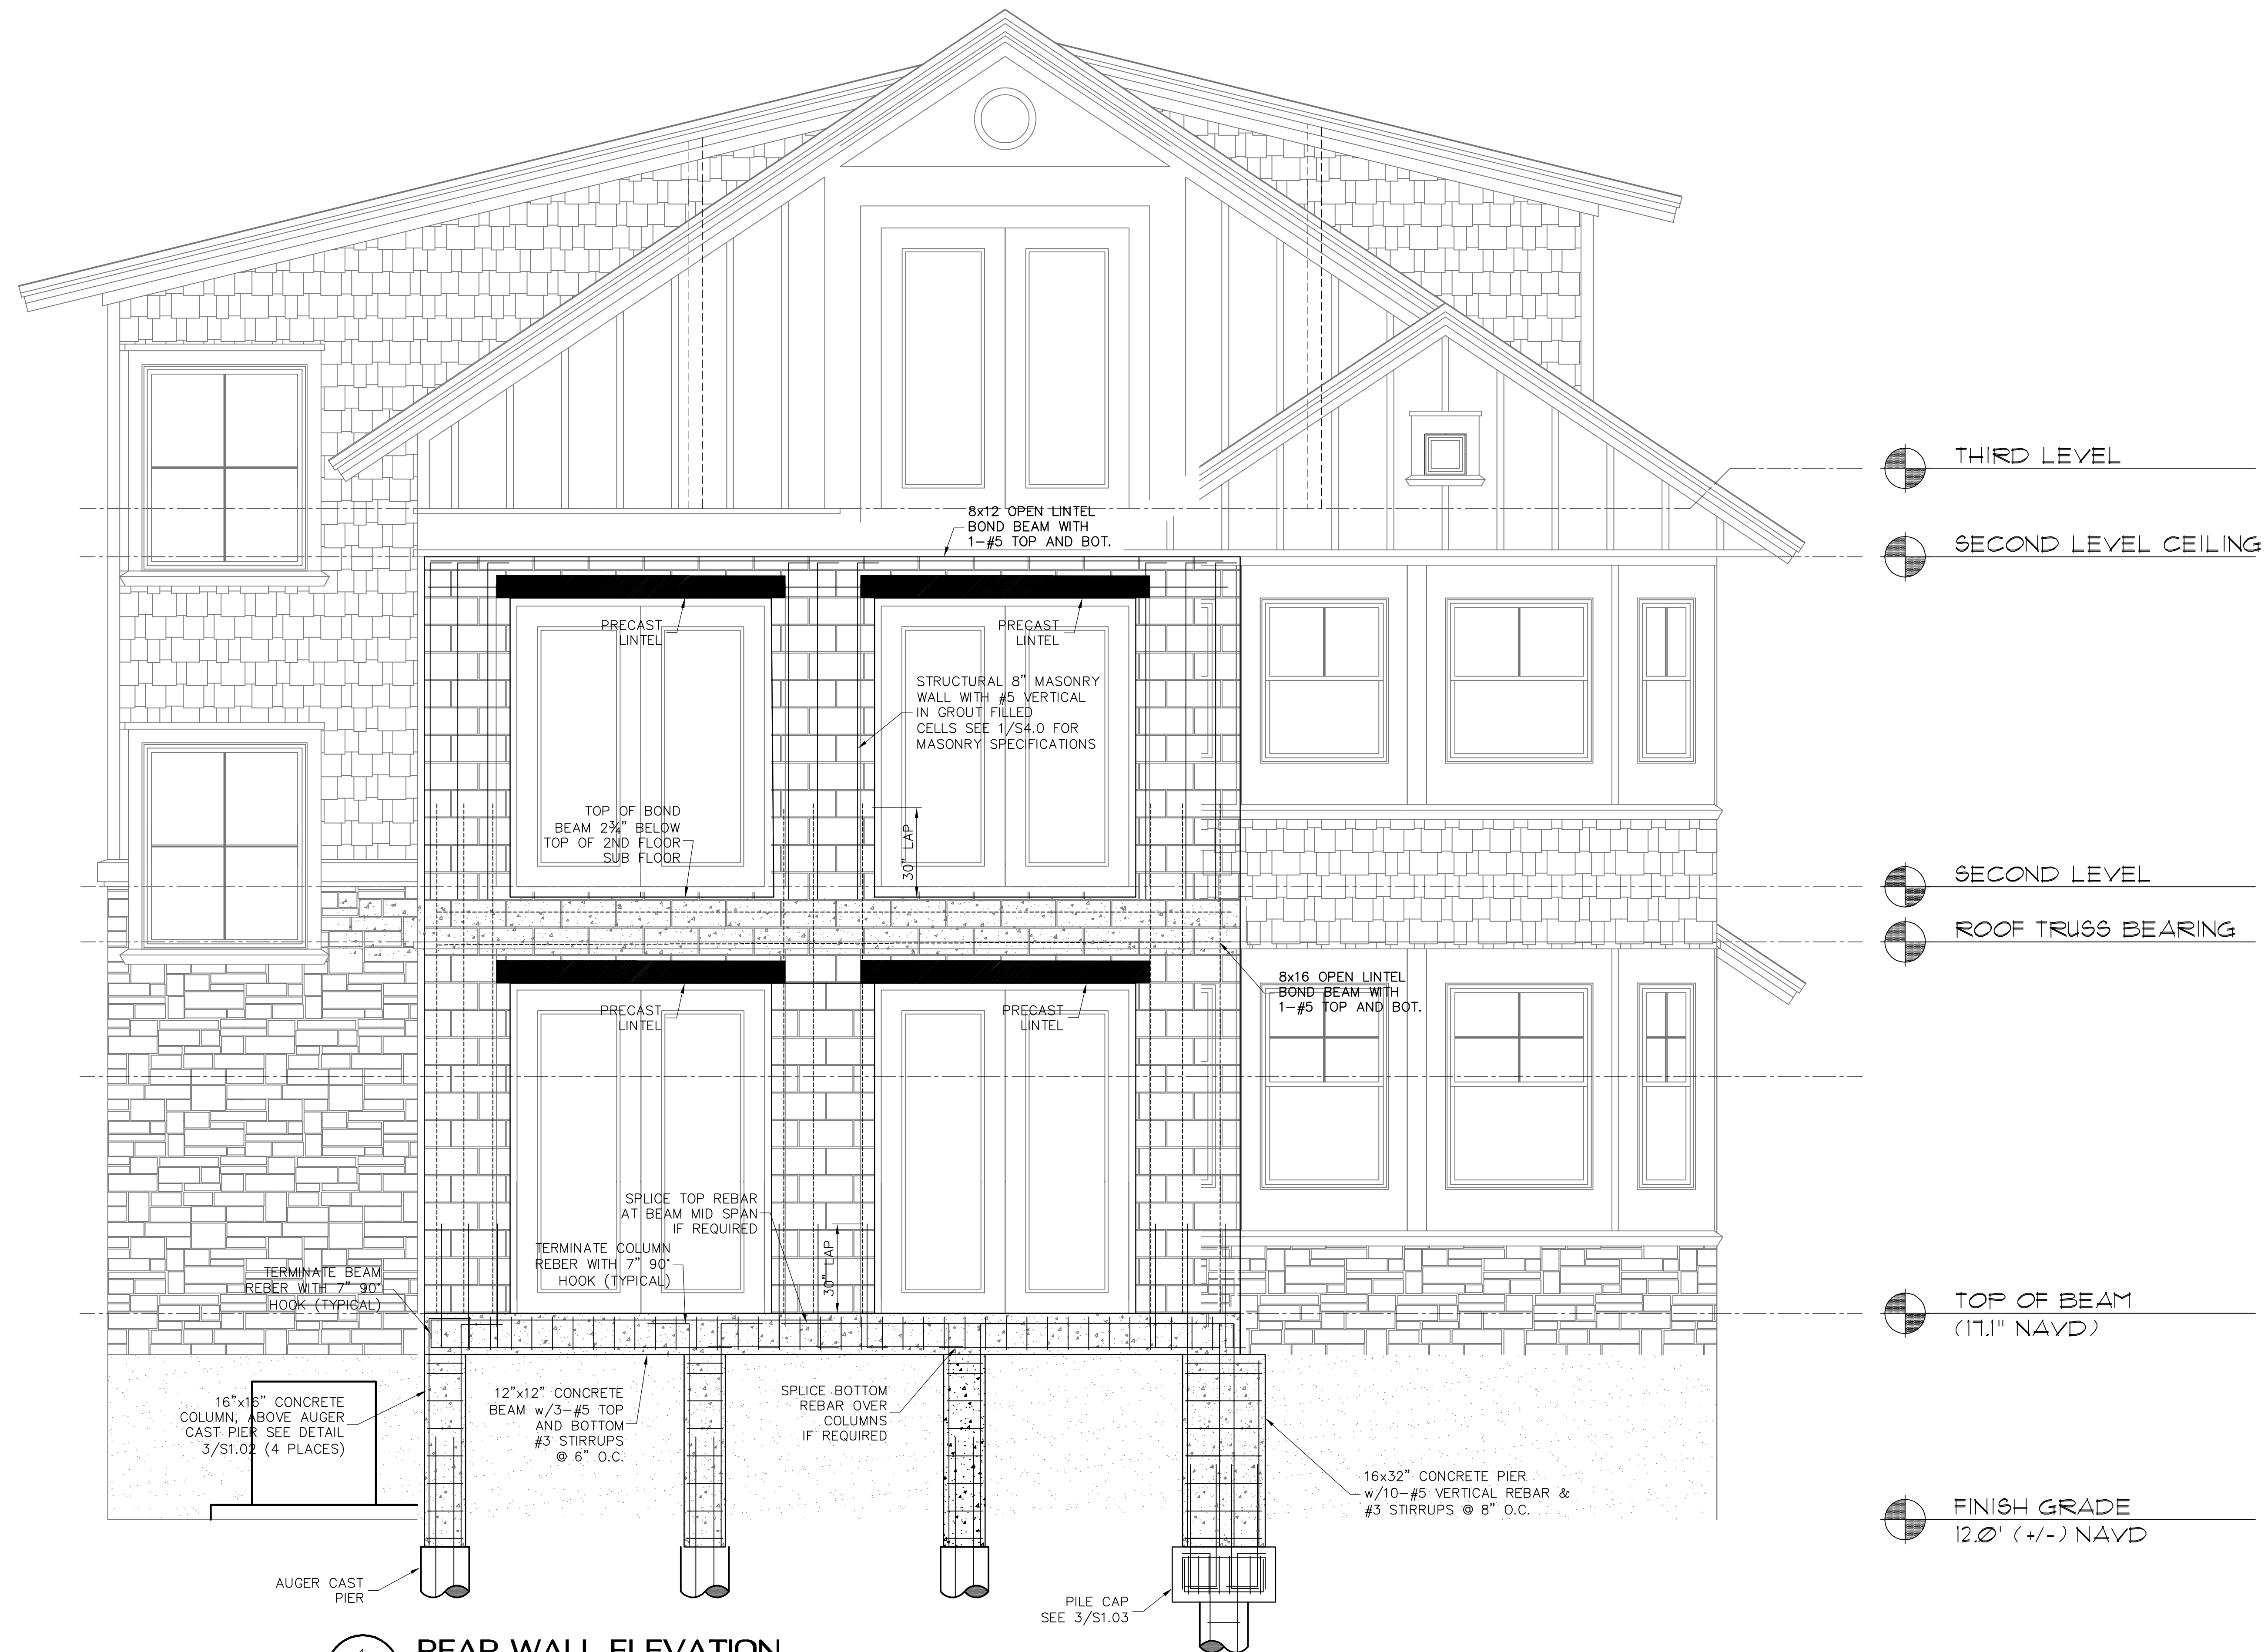 THIRD LEVEL
8x12 OPEN LINTEL
BOND BEAM WITH
1-#5 TOP AND BOT.
SECOND LEVEL CEILING
PRECAST
LINTEL
PRECAST
LINTEL
STRUCTURAL 8" MASONRY
WALL WITH #5 VERTICAL
IN GROUT FILLED
CELLS SEE 1/S4.0 FOR
MASONRY SPECIFICATIONS
TOP OF BOND
BEAM 2¾" BELOW
TOP OF 2ND FLOOR
SUB FLOOR
30" LAP
SECOND LEVEL
ROOF TRUSS BEARING
8x16 OPEN LINTEL
BOND BEAM WITH
1-#5 TOP AND BOT.
PRECAST
LINTEL
PRECAST
LINTEL
SPLICE TOP REBAR
AT BEAM MID SPAN
IF REQUIRED
TERMINATE COLUMN
REBER WITH 7" 90°
HOOK (TYPICAL)
30" LAP
TERMINATE BEAM
REBER WITH 7" 90°
HOOK (TYPICAL)
TOP OF BEAM
(17.1" NAVD)
16"x16" CONCRETE
COLUMN, ABOVE AUGER
CAST PIER SEE DETAIL
3/S1.02 (4 PLACES)
12"x12" CONCRETE
BEAM w/3-#5 TOP
AND BOTTOM
#3 STIRRUPS
@ 6" O.C.
SPLICE BOTTOM
REBAR OVER
COLUMNS
IF REQUIRED
16x32" CONCRETE PIER
w/10-#5 VERTICAL REBAR &
#3 STIRRUPS @ 8" O.C.
FINISH GRADE
12.0' (+/-) NAVD
AUGER CAST
PIER
PILE CAP
SEE 3/S1.03
REAR WALL ELEVATION